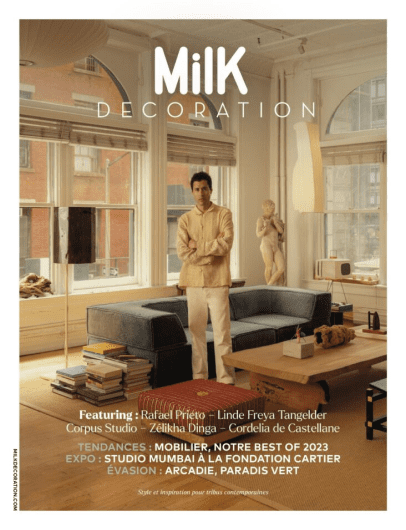 MilK
DECORATION
Featuring : Rafael Prieto – Linde Freya Tangelder
Corpus Studio – Zélikha Dinga – Cordelia de Castellane
TENDANCES : MOBILIER, NOTRE BEST OF 2023
EXPO : STUDIO MUMBAI À LA FONDATION CARTIER
ÉVASION : ARCADIE, PARADIS VERT
Style et inspiration pour tribus contemporaines
MILKDECORATION.COM